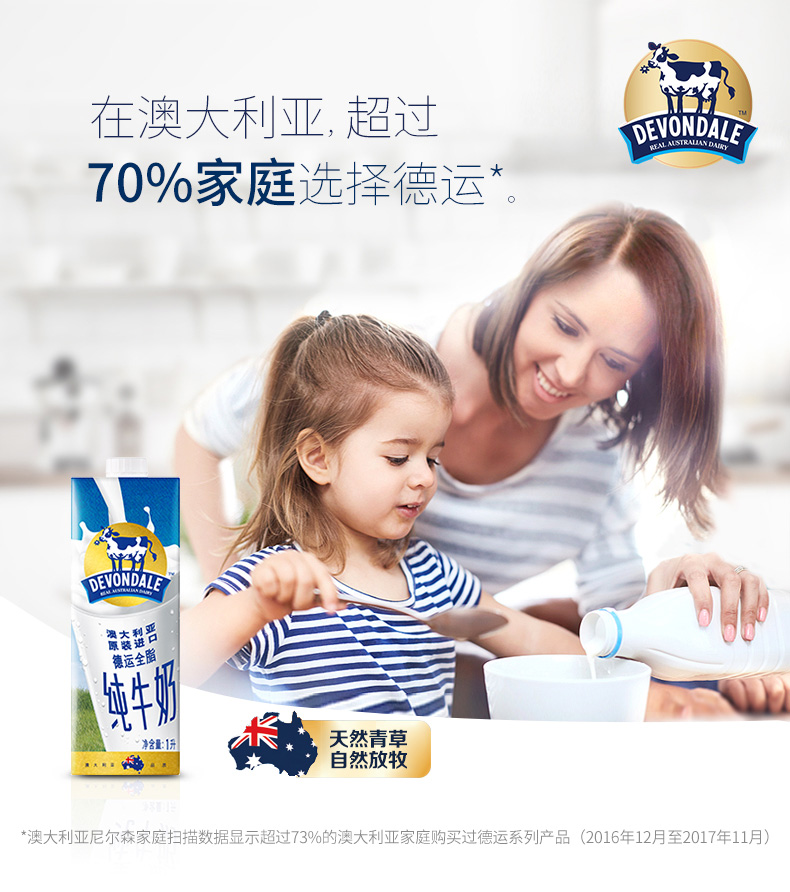 在澳大利亚, 超过
70%家庭选择德运*。
DEVONDALE
REAL AUSTRALIAN DAIRY
TM
DEVONDALE
REAL AUSTRALIAN DAIRY
澳大利亚
原装进口
德运全脂
纯牛奶
净含量:1升
澳大利亚
天然青草
自然放牧
*澳大利亚尼尔森家庭扫描数据显示超过73%的澳大利亚家庭购买过德运系列产品（2016年12月至2017年11月）